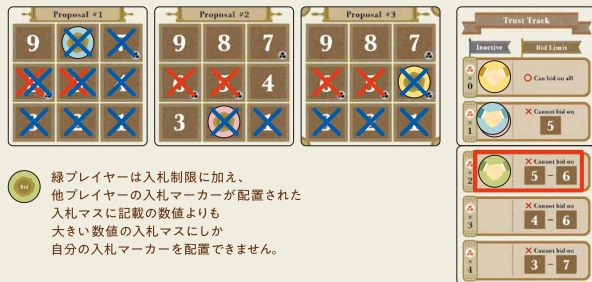 Proposal #1
9
Proposal #2
9 8 7
4
3
Proposal #3
9 8 7
Trust Track
Inactive Bid Limit
×0 Can bid on all
×1 Cannot bid on
5
×2 Cannot bid on
5 - 6
×3 Cannot bid on
4 - 6
×4 Cannot bid on
3 - 7
Bid
緑プレイヤーは入札制限に加え、
他プレイヤーの入札マーカーが配置された
入札マスに記載の数値よりも
大きい数値の入札マスにしか
自分の入札マーカーを配置できません。